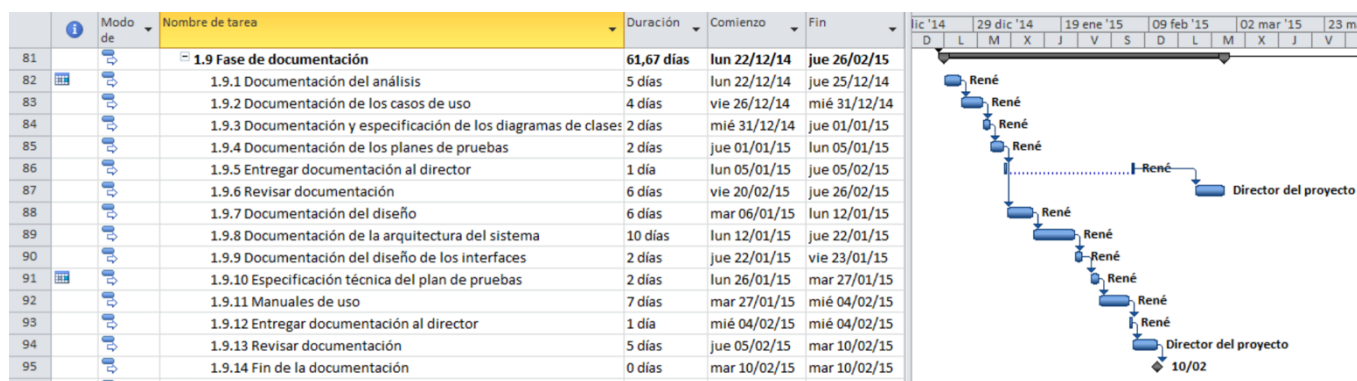 Modo de Nombre de tarea Duración Comienzo Fin
lic '14 29 dic '14 19 ene '15 09 feb '15 02 mar '15 23 m
D L M X J V S D L M X J V
81 1.9 Fase de documentación 61,67 días lun 22/12/14 jue 26/02/15
82 1.9.1 Documentación del análisis 5 días lun 22/12/14 jue 25/12/14 René
83 1.9.2 Documentación de los casos de uso 4 días vie 26/12/14 mié 31/12/14 René
84 1.9.3 Documentación y especificación de los diagramas de clases 2 días mié 31/12/14 jue 01/01/15 René
85 1.9.4 Documentación de los planes de pruebas 2 días jue 01/01/15 lun 05/01/15 René
86 1.9.5 Entregar documentación al director 1 día lun 05/01/15 jue 05/02/15 René
87 1.9.6 Revisar documentación 6 días vie 20/02/15 jue 26/02/15 Director del proyecto
88 1.9.7 Documentación del diseño 6 días mar 06/01/15 lun 12/01/15 René
89 1.9.8 Documentación de la arquitectura del sistema 10 días lun 12/01/15 jue 22/01/15 René
90 1.9.9 Documentación del diseño de los interfaces 2 días jue 22/01/15 vie 23/01/15 René
91 1.9.10 Especificación técnica del plan de pruebas 2 días lun 26/01/15 mar 27/01/15 René
92 1.9.11 Manuales de uso 7 días mar 27/01/15 mié 04/02/15 René
93 1.9.12 Entregar documentación al director 1 día mié 04/02/15 mié 04/02/15 René
94 1.9.13 Revisar documentación 5 días jue 05/02/15 mar 10/02/15 Director del proyecto
95 1.9.14 Fin de la documentación 0 días mar 10/02/15 mar 10/02/15 10/02